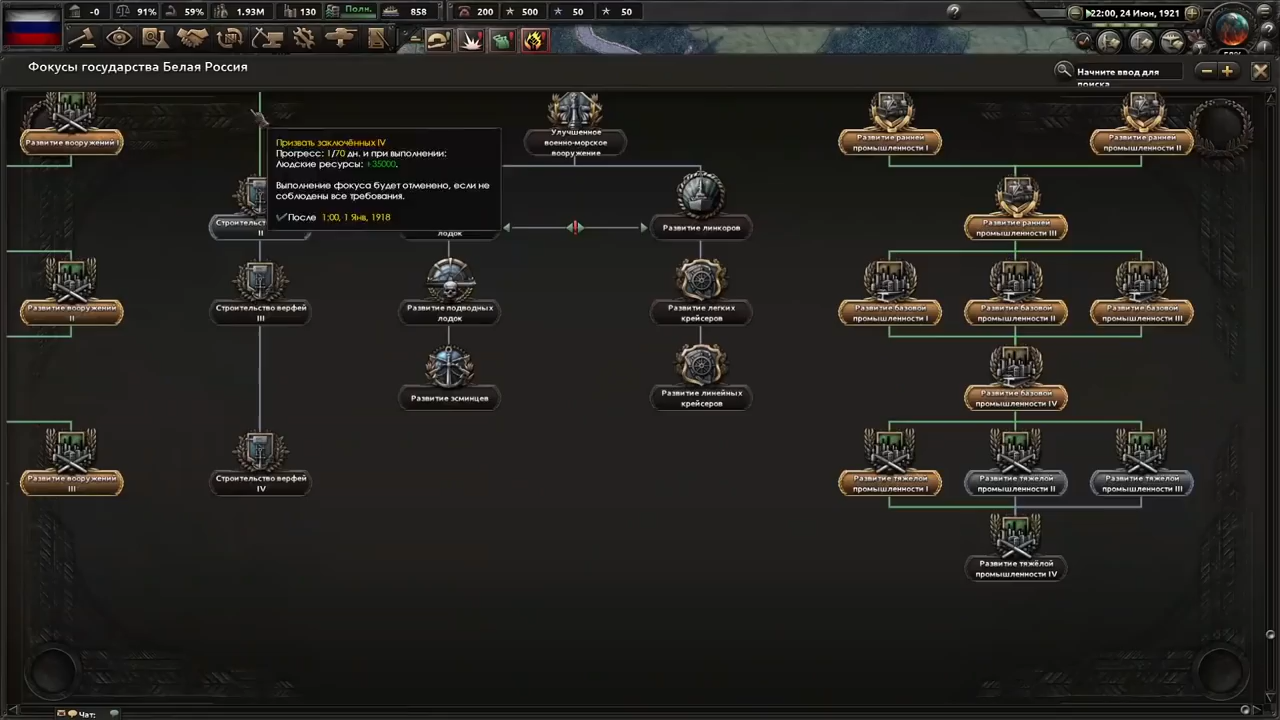 -0 91% 59% 1.93M 130 Полн. 858 200 500 50 50 22:00, 24 Июн, 1921
Фокусы государства Белая Россия
Начните ввод для поиска
Развитие вооружений I
Призвать заключённых IV
Прогресс: 1/70 дн. и при выполнении:
Людские ресурсы: +35000.
Выполнение фокуса будет отменено, если не
соблюдены все требования.
После 1:00, 1 Янв, 1918
Улучшенное
военно-морское
вооружение
Развитие ранней
промышленности I
Развитие ранней
промышленности II
II
лодок
Развитие линкоров
Развитие ранней
промышленности III
Развитие вооружений
II
Строительство верфей
III
Развитие подводных
лодок
Развитие легких
крейсеров
Развитие базовой
промышленности I
Развитие базовой
промышленности II
Развитие базовой
промышленности III
Развитие эсминцев
Развитие линейных
крейсеров
Развитие базовой
промышленности IV
Развитие вооружений
III
Строительство верфей
IV
Развитие тяжелой
промышленности I
Развитие тяжелой
промышленности II
Развитие тяжелой
промышленности III
Развитие тяжёлой
промышленности IV
Чат: